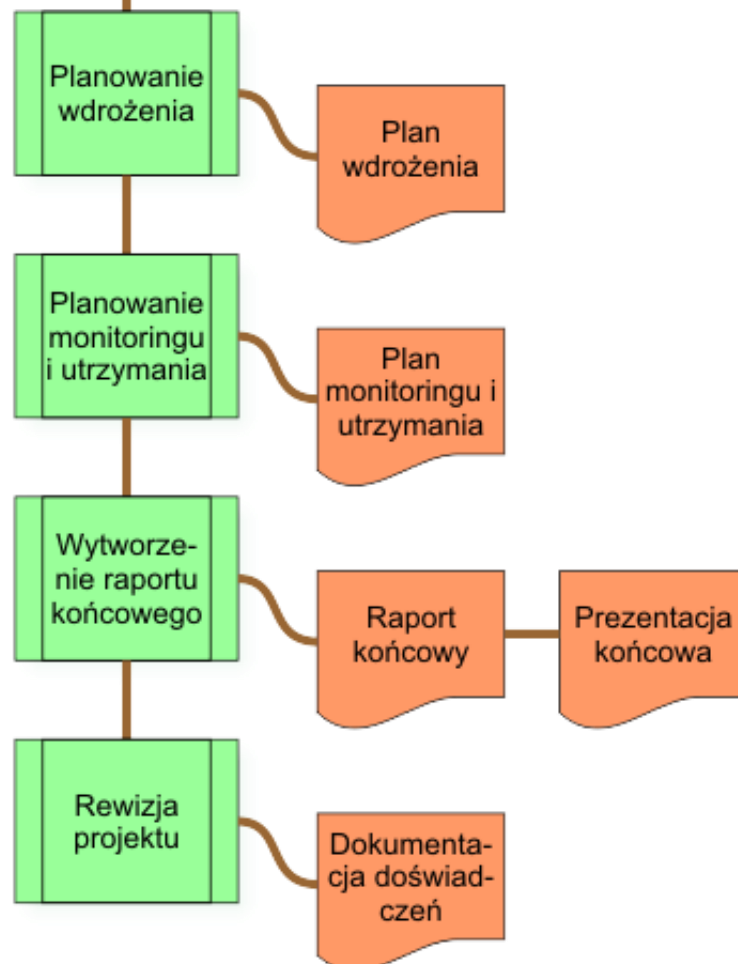 Planowanie
wdrożenia
Plan
wdrożenia
Planowanie
monitoringu
i utrzymania
Plan
monitoringu i
utrzymania
Wytworze-
nie raportu
końcowego
Raport
końcowy
Prezentacja
końcowa
Rewizja
projektu
Dokumenta-
cja doświad-
czeń